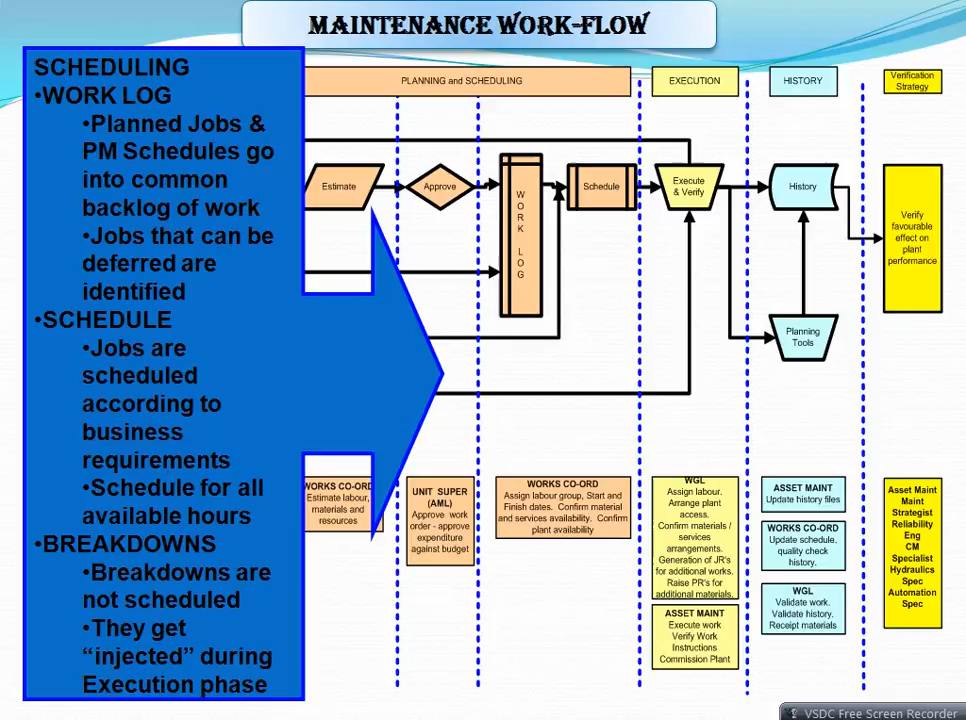 MAINTENANCE WORK-FLOW
SCHEDULING
•WORK LOG
•Planned Jobs &
PM Schedules go
into common
backlog of work
•Jobs that can be
deferred are
identified
•SCHEDULE
•Jobs are
scheduled
according to
business
requirements
•Schedule for all
available hours
•BREAKDOWNS
•Breakdowns are
not scheduled
•They get
“injected” during
Execution phase
PLANNING and SCHEDULING
EXECUTION
HISTORY
Verification
Strategy
Estimate
Approve
W
O
R
K
L
O
G
Schedule
Execute
& Verify
History
Verify
favourable
effect on
plant
performance
Planning
Tools
WORKS CO-ORD
Estimate labour,
materials and
resources
UNIT SUPER
(AML)
Approve work
order - approve
expenditure
against budget
WORKS CO-ORD
Assign labour group, Start and
Finish dates. Confirm material
and services availability. Confirm
plant availability
WGL
Assign labour.
Arrange plant
access.
Confirm materials /
services
arrangements.
Generation of JR's
for additional works.
Raise PR's for
additional materials.
ASSET MAINT
Execute work
Verify Work
Instructions
Commission Plant
ASSET MAINT
Update history files
WORKS CO-ORD
Update schedule,
quality check
history.
WGL
Validate work.
Validate history.
Receipt materials
Asset Maint
Maint
Strategist
Reliability
Eng
CM
Specialist
Hydraulics
Spec
Automation
Spec
VSDC Free Screen Recorder